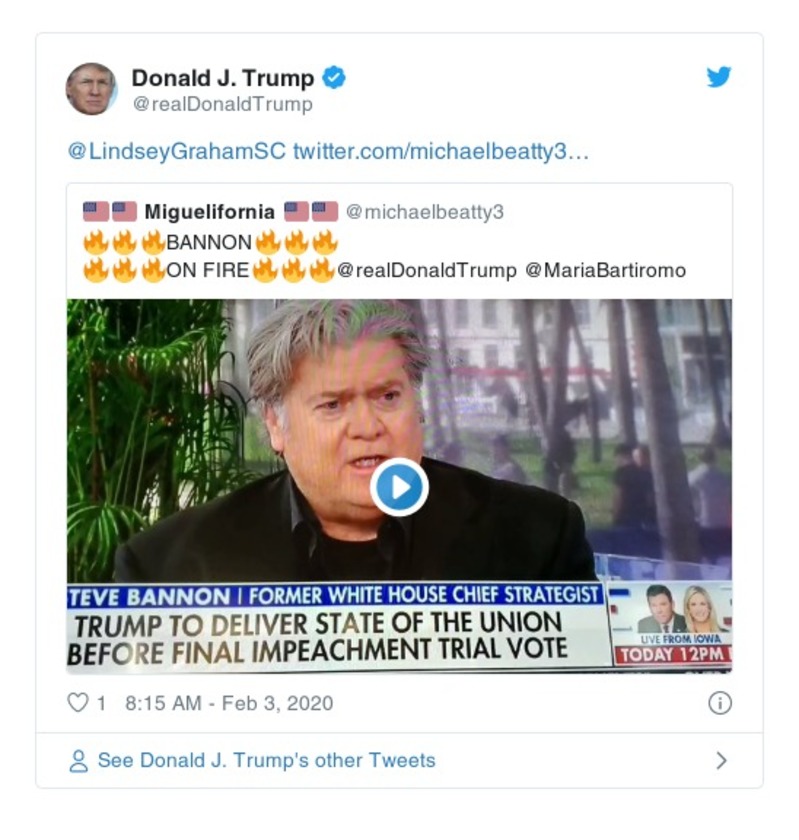 Donald J. Trump
@realDonaldTrump
@LindseyGrahamSC twitter.com/michaelbeatty3…
Miguelifornia @michaelbeatty3
🔥🔥🔥BANNON🔥🔥🔥
🔥🔥🔥ON FIRE🔥🔥🔥@realDonaldTrump @MariaBartiromo
TEVE BANNON | FORMER WHITE HOUSE CHIEF STRATEGIST
TRUMP TO DELIVER STATE OF THE UNION
BEFORE FINAL IMPEACHMENT TRIAL VOTE
LIVE FROM IOWA
TODAY 12PM
1 8:15 AM - Feb 3, 2020
See Donald J. Trump's other Tweets